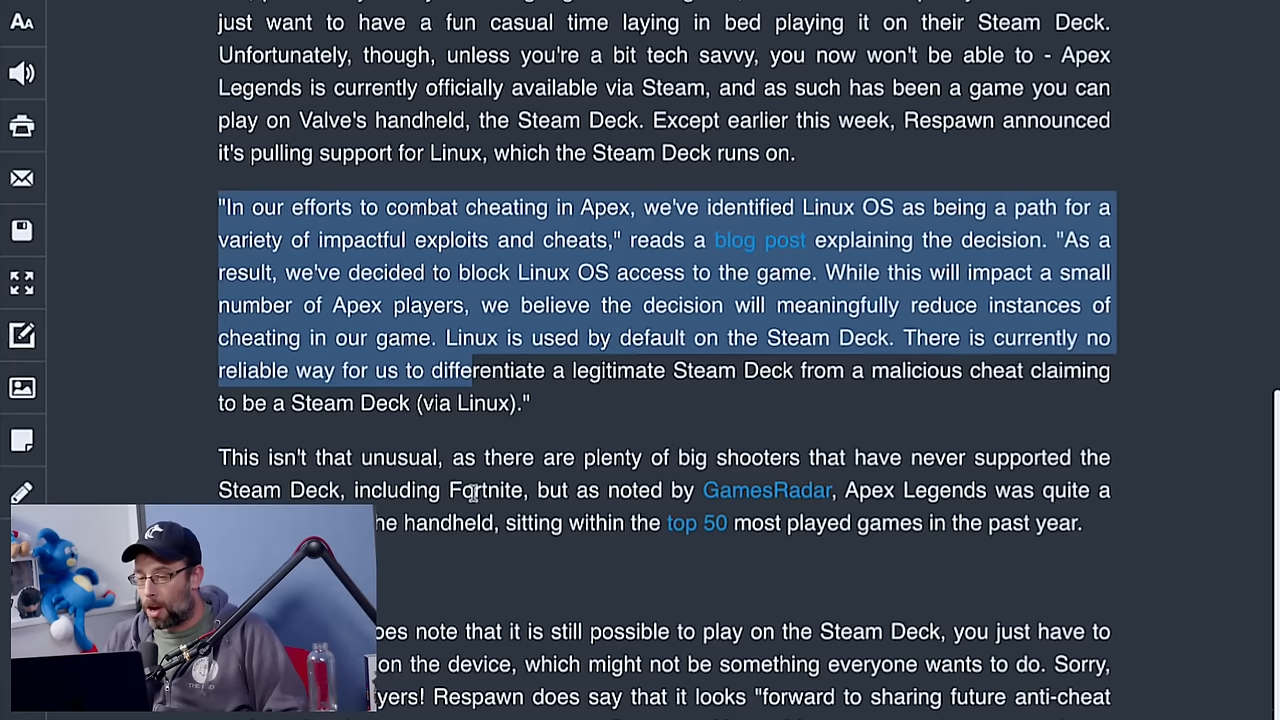 just want to have a fun casual time laying in bed playing it on their Steam Deck.
Unfortunately, though, unless you're a bit tech savvy, you now won't be able to - Apex
Legends is currently officially available via Steam, and as such has been a game you can
play on Valve's handheld, the Steam Deck. Except earlier this week, Respawn announced
it's pulling support for Linux, which the Steam Deck runs on.
"In our efforts to combat cheating in Apex, we've identified Linux OS as being a path for a
variety of impactful exploits and cheats," reads a blog post explaining the decision. "As a
result, we've decided to block Linux OS access to the game. While this will impact a small
number of Apex players, we believe the decision will meaningfully reduce instances of
cheating in our game. Linux is used by default on the Steam Deck. There is currently no
reliable way for us to differentiate a legitimate Steam Deck from a malicious cheat claiming
to be a Steam Deck (via Linux)."
This isn't that unusual, as there are plenty of big shooters that have never supported the
Steam Deck, including Fortnite, but as noted by GamesRadar, Apex Legends was quite a
he handheld, sitting within the top 50 most played games in the past year.
oes note that it is still possible to play on the Steam Deck, you just have to
on the device, which might not be something everyone wants to do. Sorry,
yers! Respawn does say that it looks "forward to sharing future anti-cheat